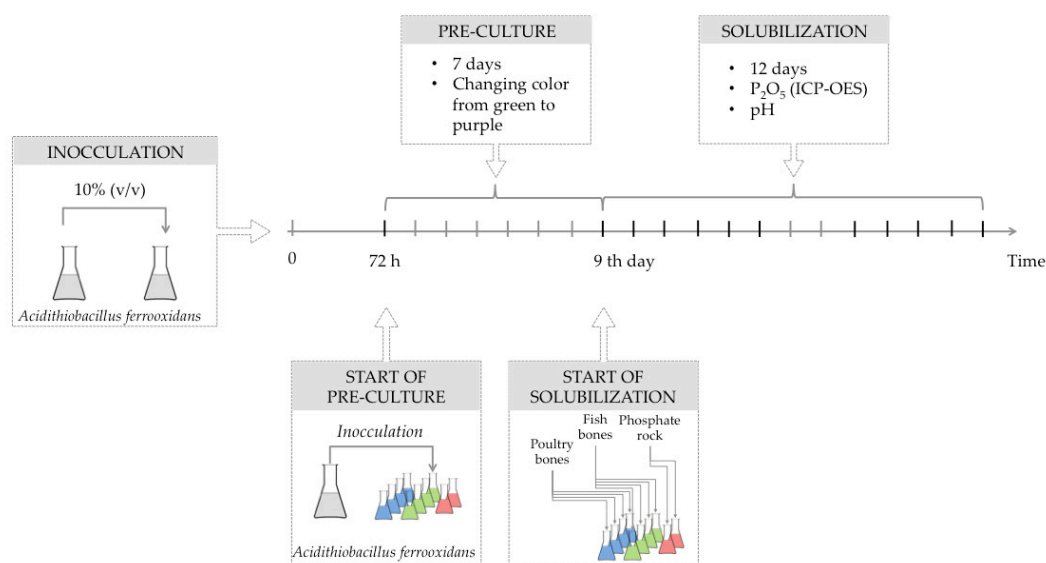 PRE-CULTURE
• 7 days
• Changing color
from green to
purple
SOLUBILIZATION
• 12 days
• P₂O₅ (ICP-OES)
• pH
INOCCULATION
10% (v/v)
Acidithiobacillus ferrooxidans
0
72 h
9 th day
Time
START OF
PRE-CULTURE
Inocculation
Acidithiobacillus ferrooxidans
START OF
SOLUBILIZATION
Poultry
bones
Fish
bones
Phosphate
rock